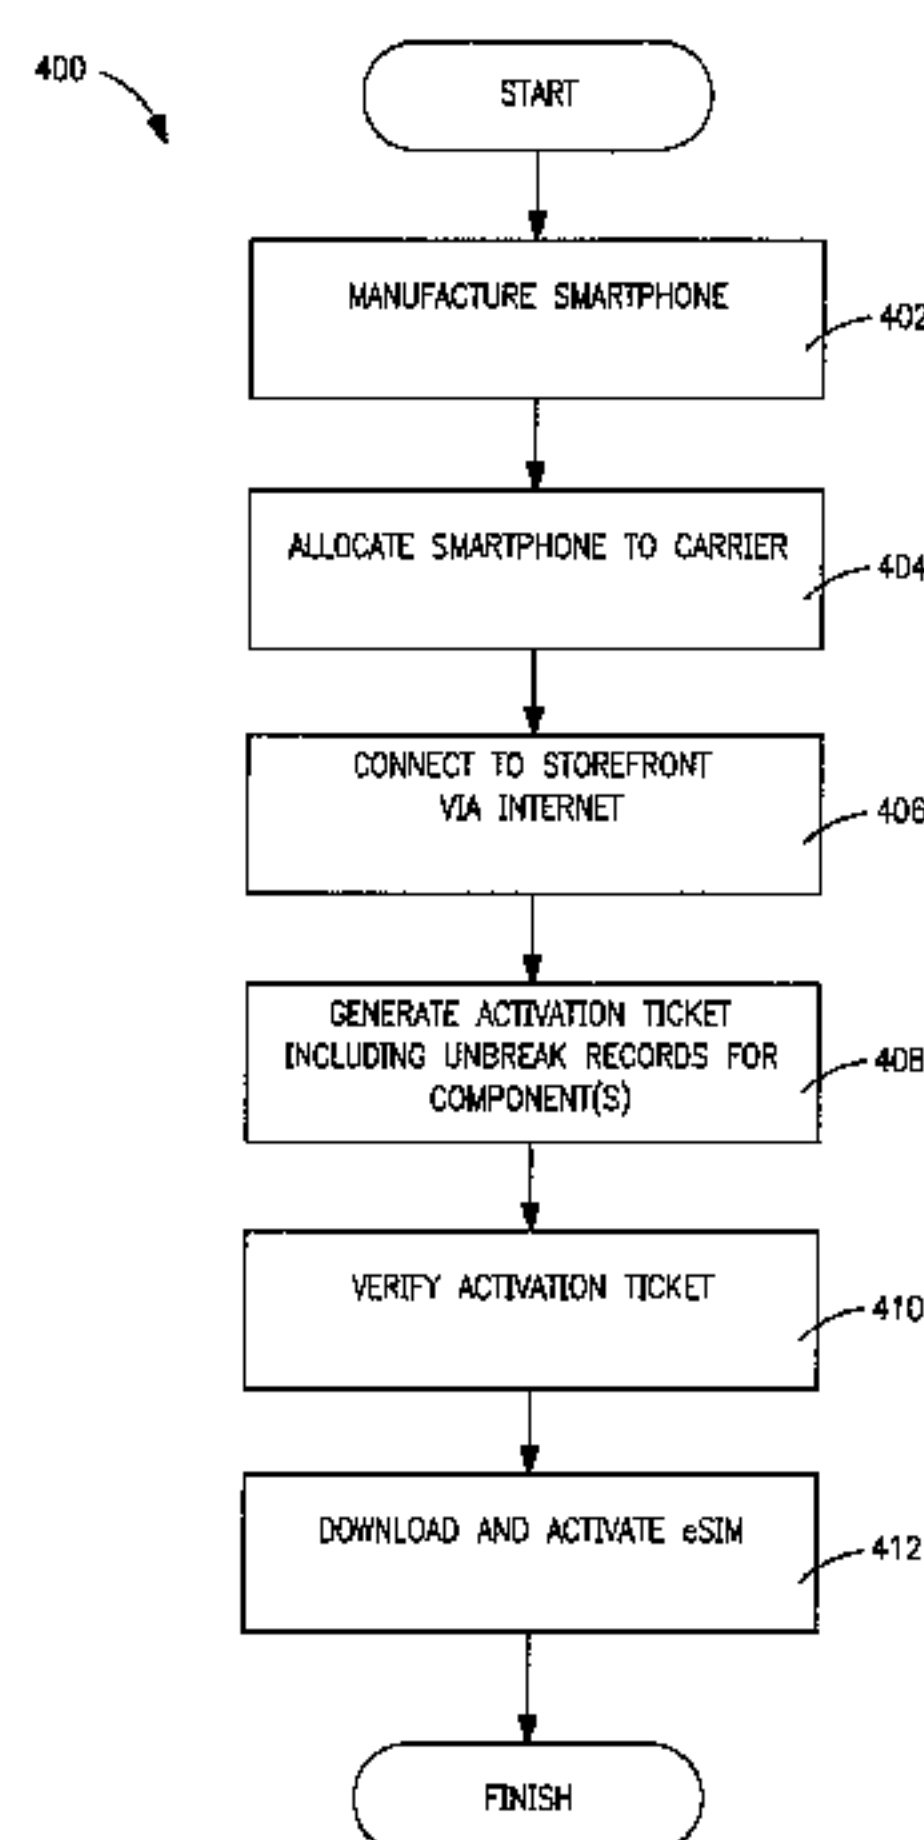 400
START
MANUFACTURE SMARTPHONE
402
ALLOCATE SMARTPHONE TO CARRIER
404
CONNECT TO STOREFRONT
VIA INTERNET
406
GENERATE ACTIVATION TICKET
INCLUDING UNBREAK RECORDS FOR
COMPONENT(S)
408
VERIFY ACTIVATION TICKET
410
DOWNLOAD AND ACTIVATE eSIM
412
FINISH